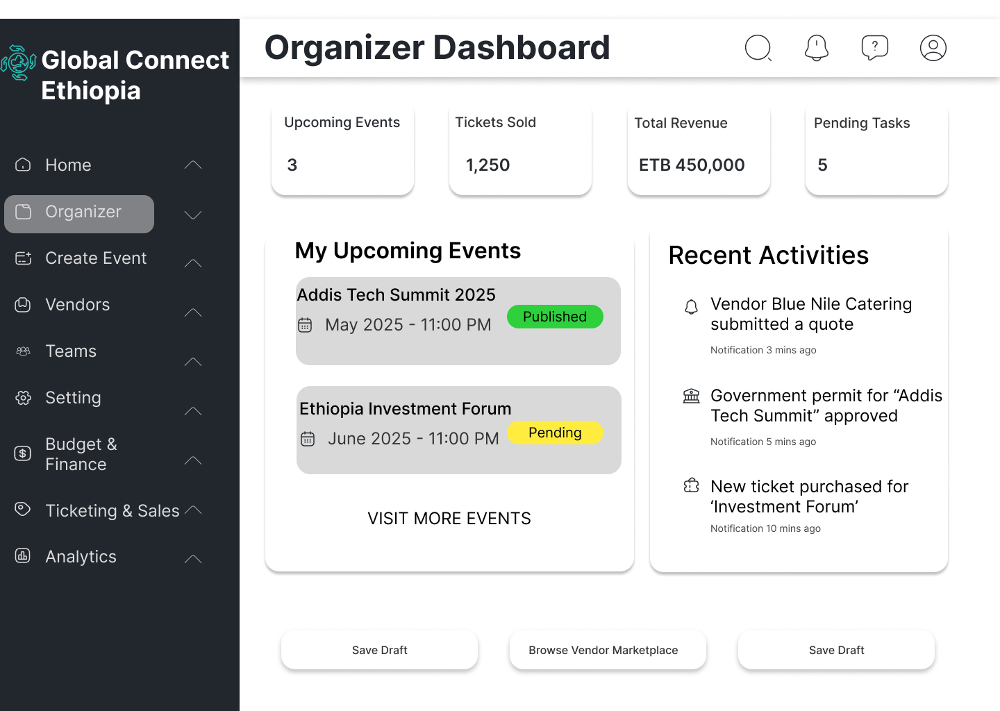 Global Connect
Ethiopia
Home
Organizer
Create Event
Vendors
Teams
Setting
Budget &
Finance
Ticketing & Sales
Analytics
Organizer Dashboard
Upcoming Events
3
Tickets Sold
1,250
Total Revenue
ETB 450,000
Pending Tasks
5
My Upcoming Events
Addis Tech Summit 2025
May 2025 - 11:00 PM
Published
Ethiopia Investment Forum
June 2025 - 11:00 PM
Pending
VISIT MORE EVENTS
Recent Activities
Vendor Blue Nile Catering
submitted a quote
Notification 3 mins ago
Government permit for “Addis
Tech Summit” approved
Notification 5 mins ago
New ticket purchased for
‘Investment Forum’
Notification 10 mins ago
Save Draft
Browse Vendor Marketplace
Save Draft